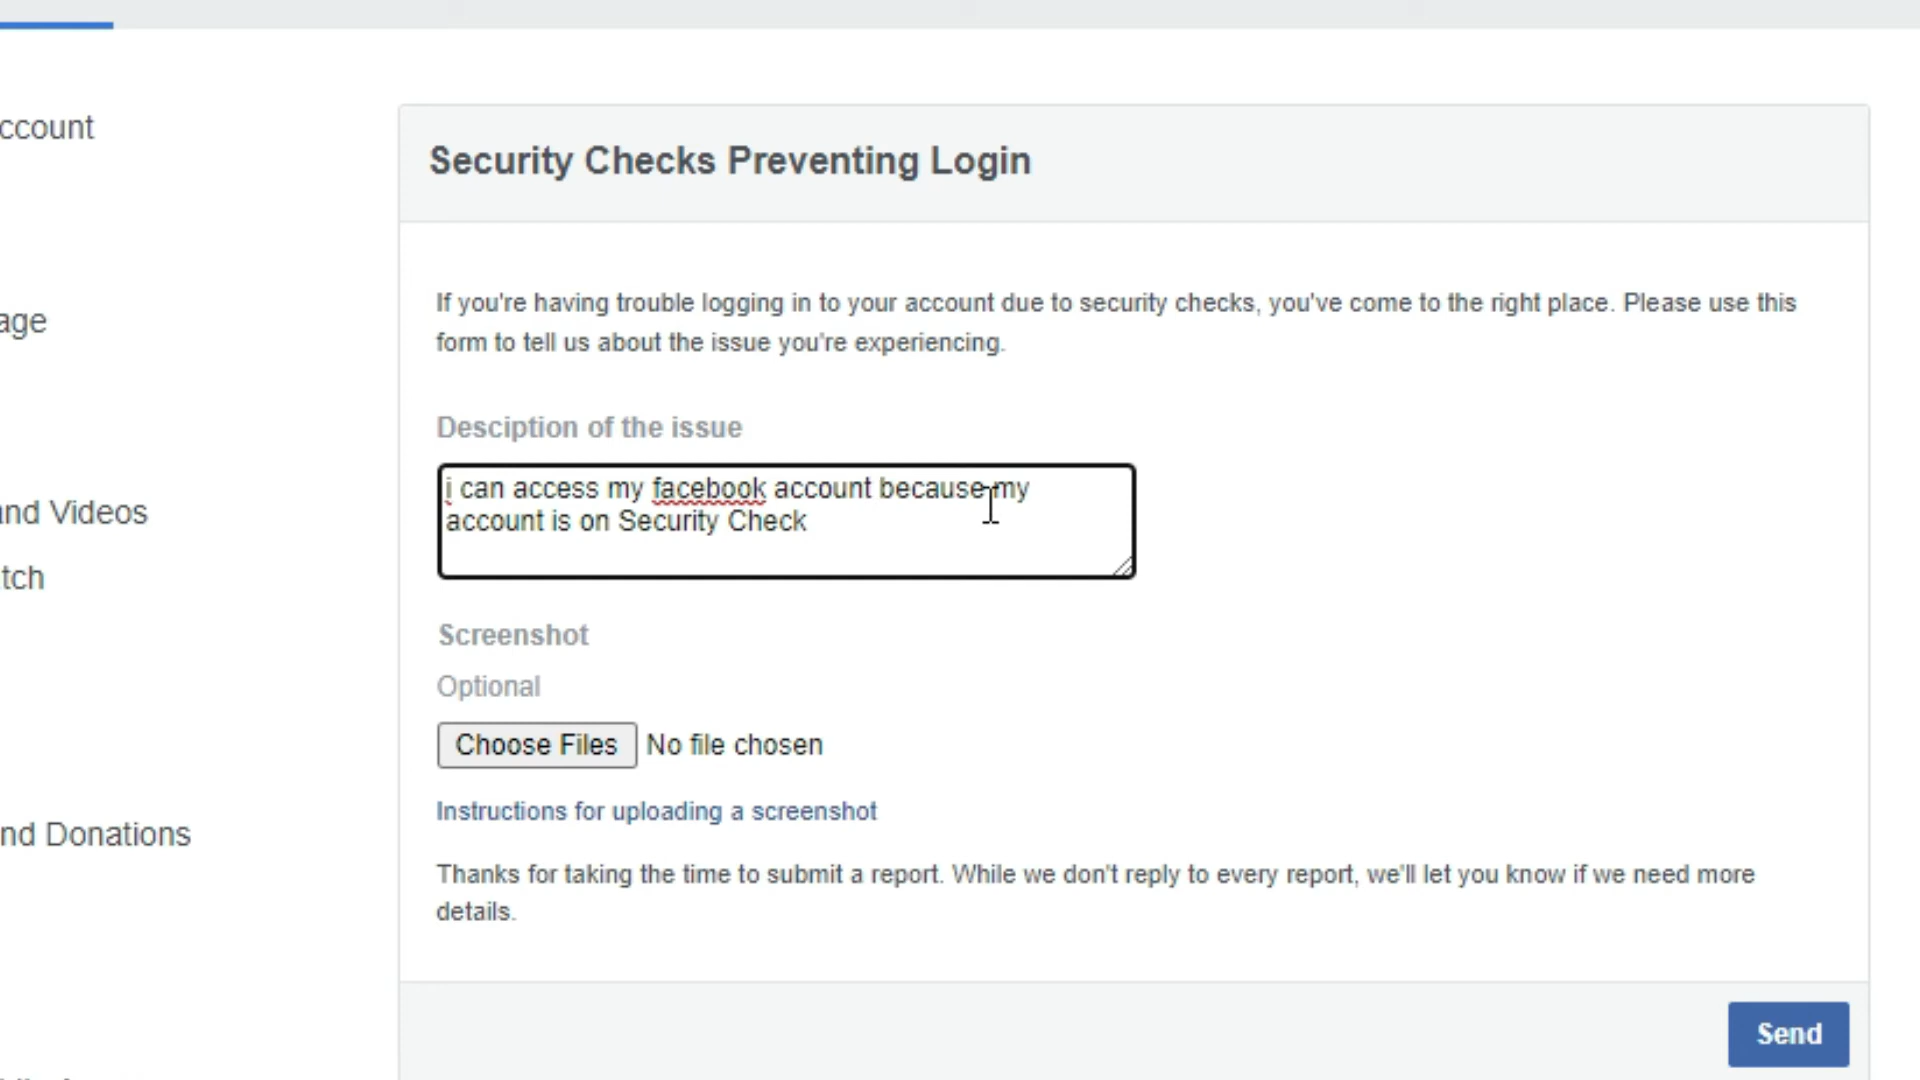 ccount
Security Checks Preventing Login
If you're having trouble logging in to your account due to security checks, you've come to the right place. Please use this
form to tell us about the issue you're experiencing.
age
Desciption of the issue
i can access my facebook account because my
account is on Security Check
and Videos
tch
Screenshot
Optional
Choose Files No file chosen
Instructions for uploading a screenshot
nd Donations
Thanks for taking the time to submit a report. While we don't reply to every report, we'll let you know if we need more
details.
Send